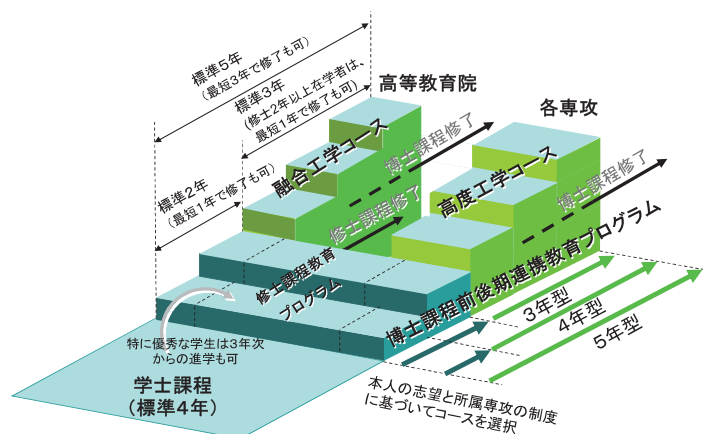 標準5年
(最短3年で修了も可)
標準3年
(修士2年以上在学者は、
最短1年で修了も可)
標準2年
(最短1年で修了も可)
高等教育院
各専攻
融合工学コース
博士課程修了
高度工学コース
博士課程修了
修士課程修了
修士課程教育
プログラム
博士課程前後期連携教育プログラム
3年型
4年型
5年型
特に優秀な学生は3年次
からの進学も可
学士課程
(標準4年)
本人の志望と所属専攻の制度
に基づいてコースを選択